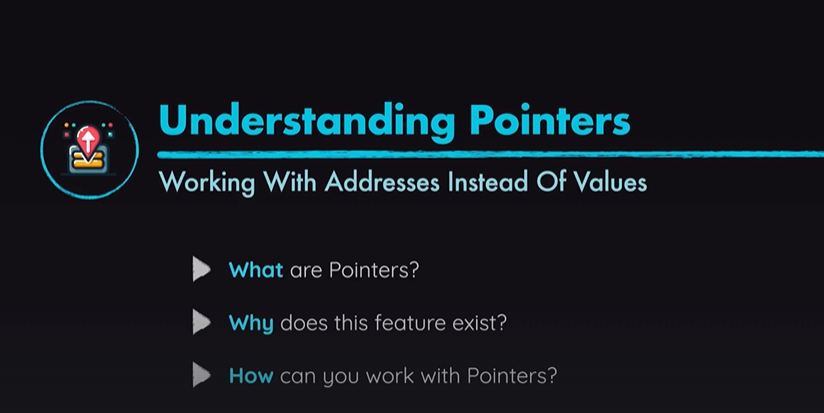 Understanding Pointers
Working With Addresses Instead Of Values
What are Pointers?
Why does this feature exist?
How can you work with Pointers?